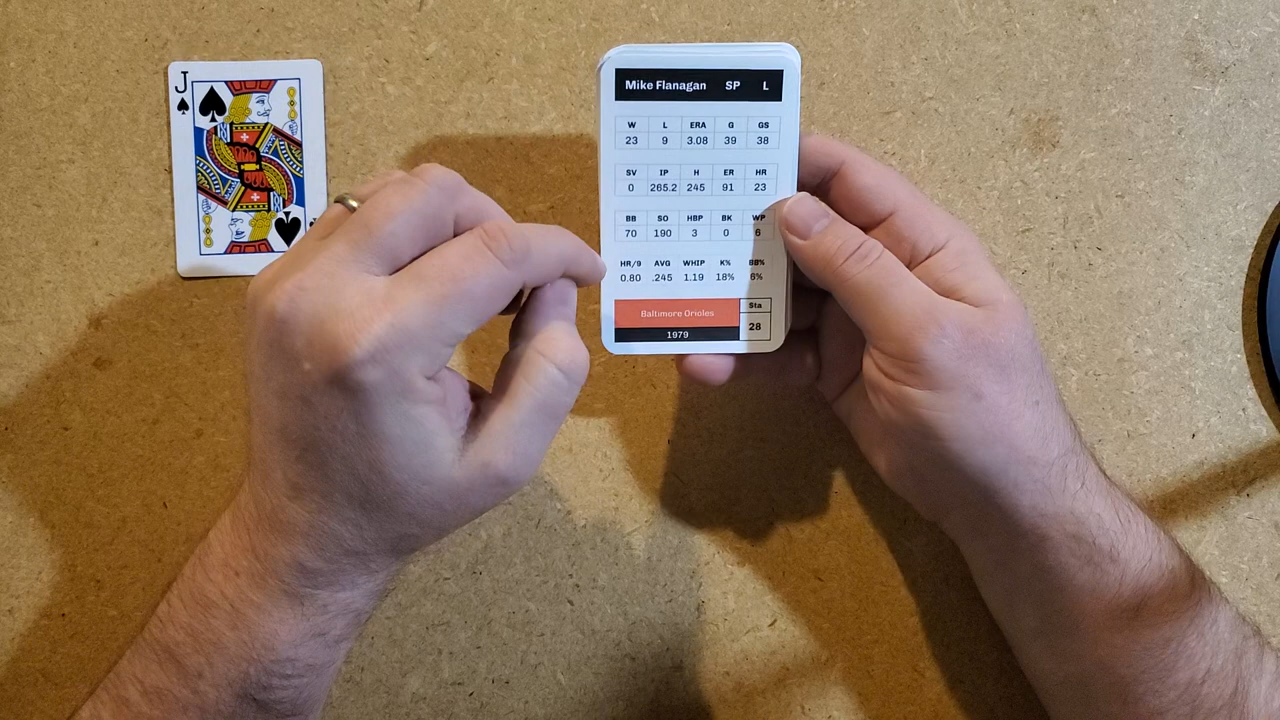 J
Mike Flanagan SP L
W L ERA G GS
23 9 3.08 39 38
SV IP H ER HR
0 265.2 245 91 23
BB SO HBP BK WP
70 190 3 0 6
HR/9 AVG WHIP K% BB%
0.80 .245 1.19 18% 6%
Baltimore Orioles Sta
1979 28